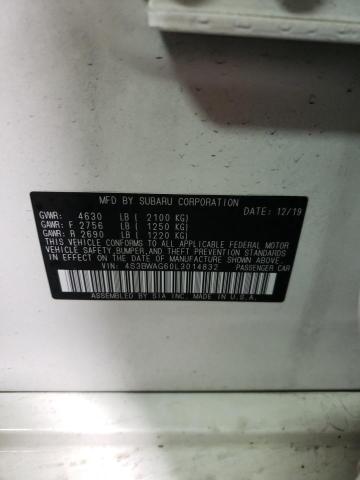 MFD BY SUBARU CORPORATION DATE: 12/19
GVWR: 4630 LB ( 2100 KG)
GAWR: F 2756 LB ( 1250 KG)
GAWR: R 2690 LB ( 1220 KG)
THIS VEHICLE CONFORMS TO ALL APPLICABLE FEDERAL MOTOR
VEHICLE SAFETY,BUMPER,AND THEFT PREVENTION STANDARDS
IN EFFECT ON THE DATE OF MANUFACTURE SHOWN ABOVE.
VIN: 4S3BWAG60L3014832 PASSENGER CAR
ASSEMBLED BY SIA INC. MADE IN U.S.A.